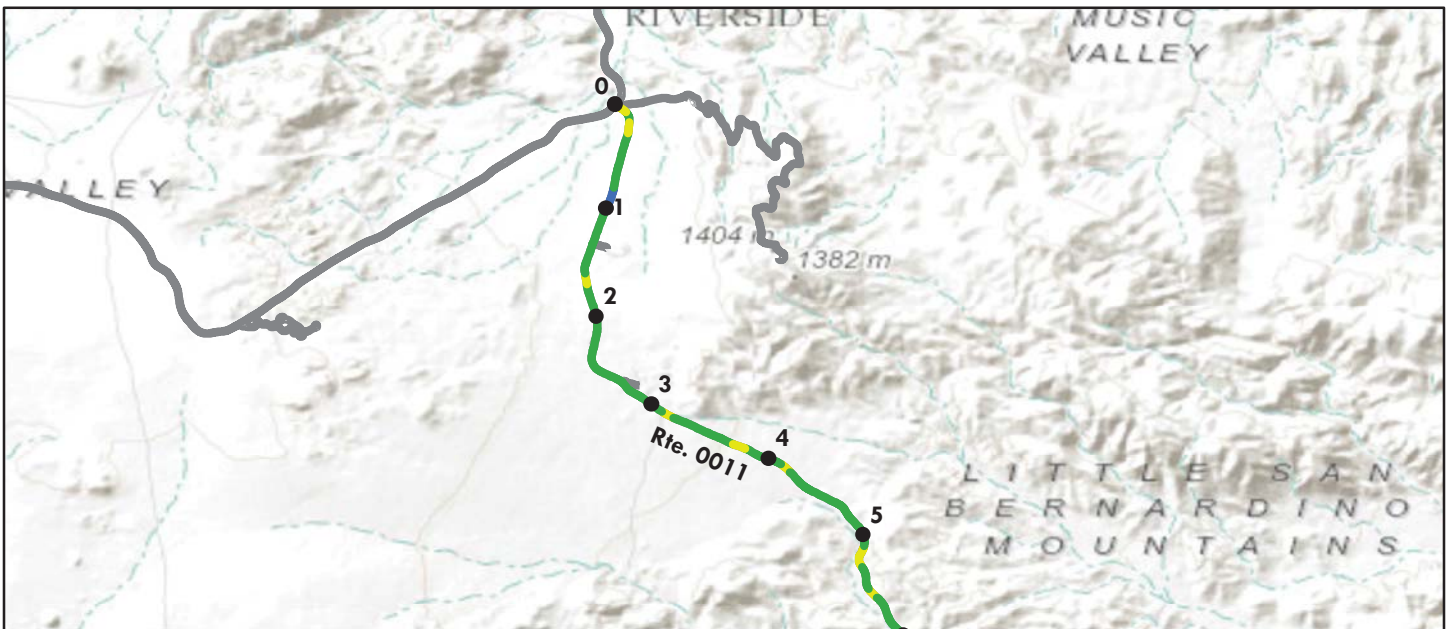 RIVERSIDE
MUSIC
VALLEY
0
ALLEY
1
1404 m
1382 m
2
3
4
Rte. 0011
LITTLE SAN
BERNARDINO
MOUNTAINS
5